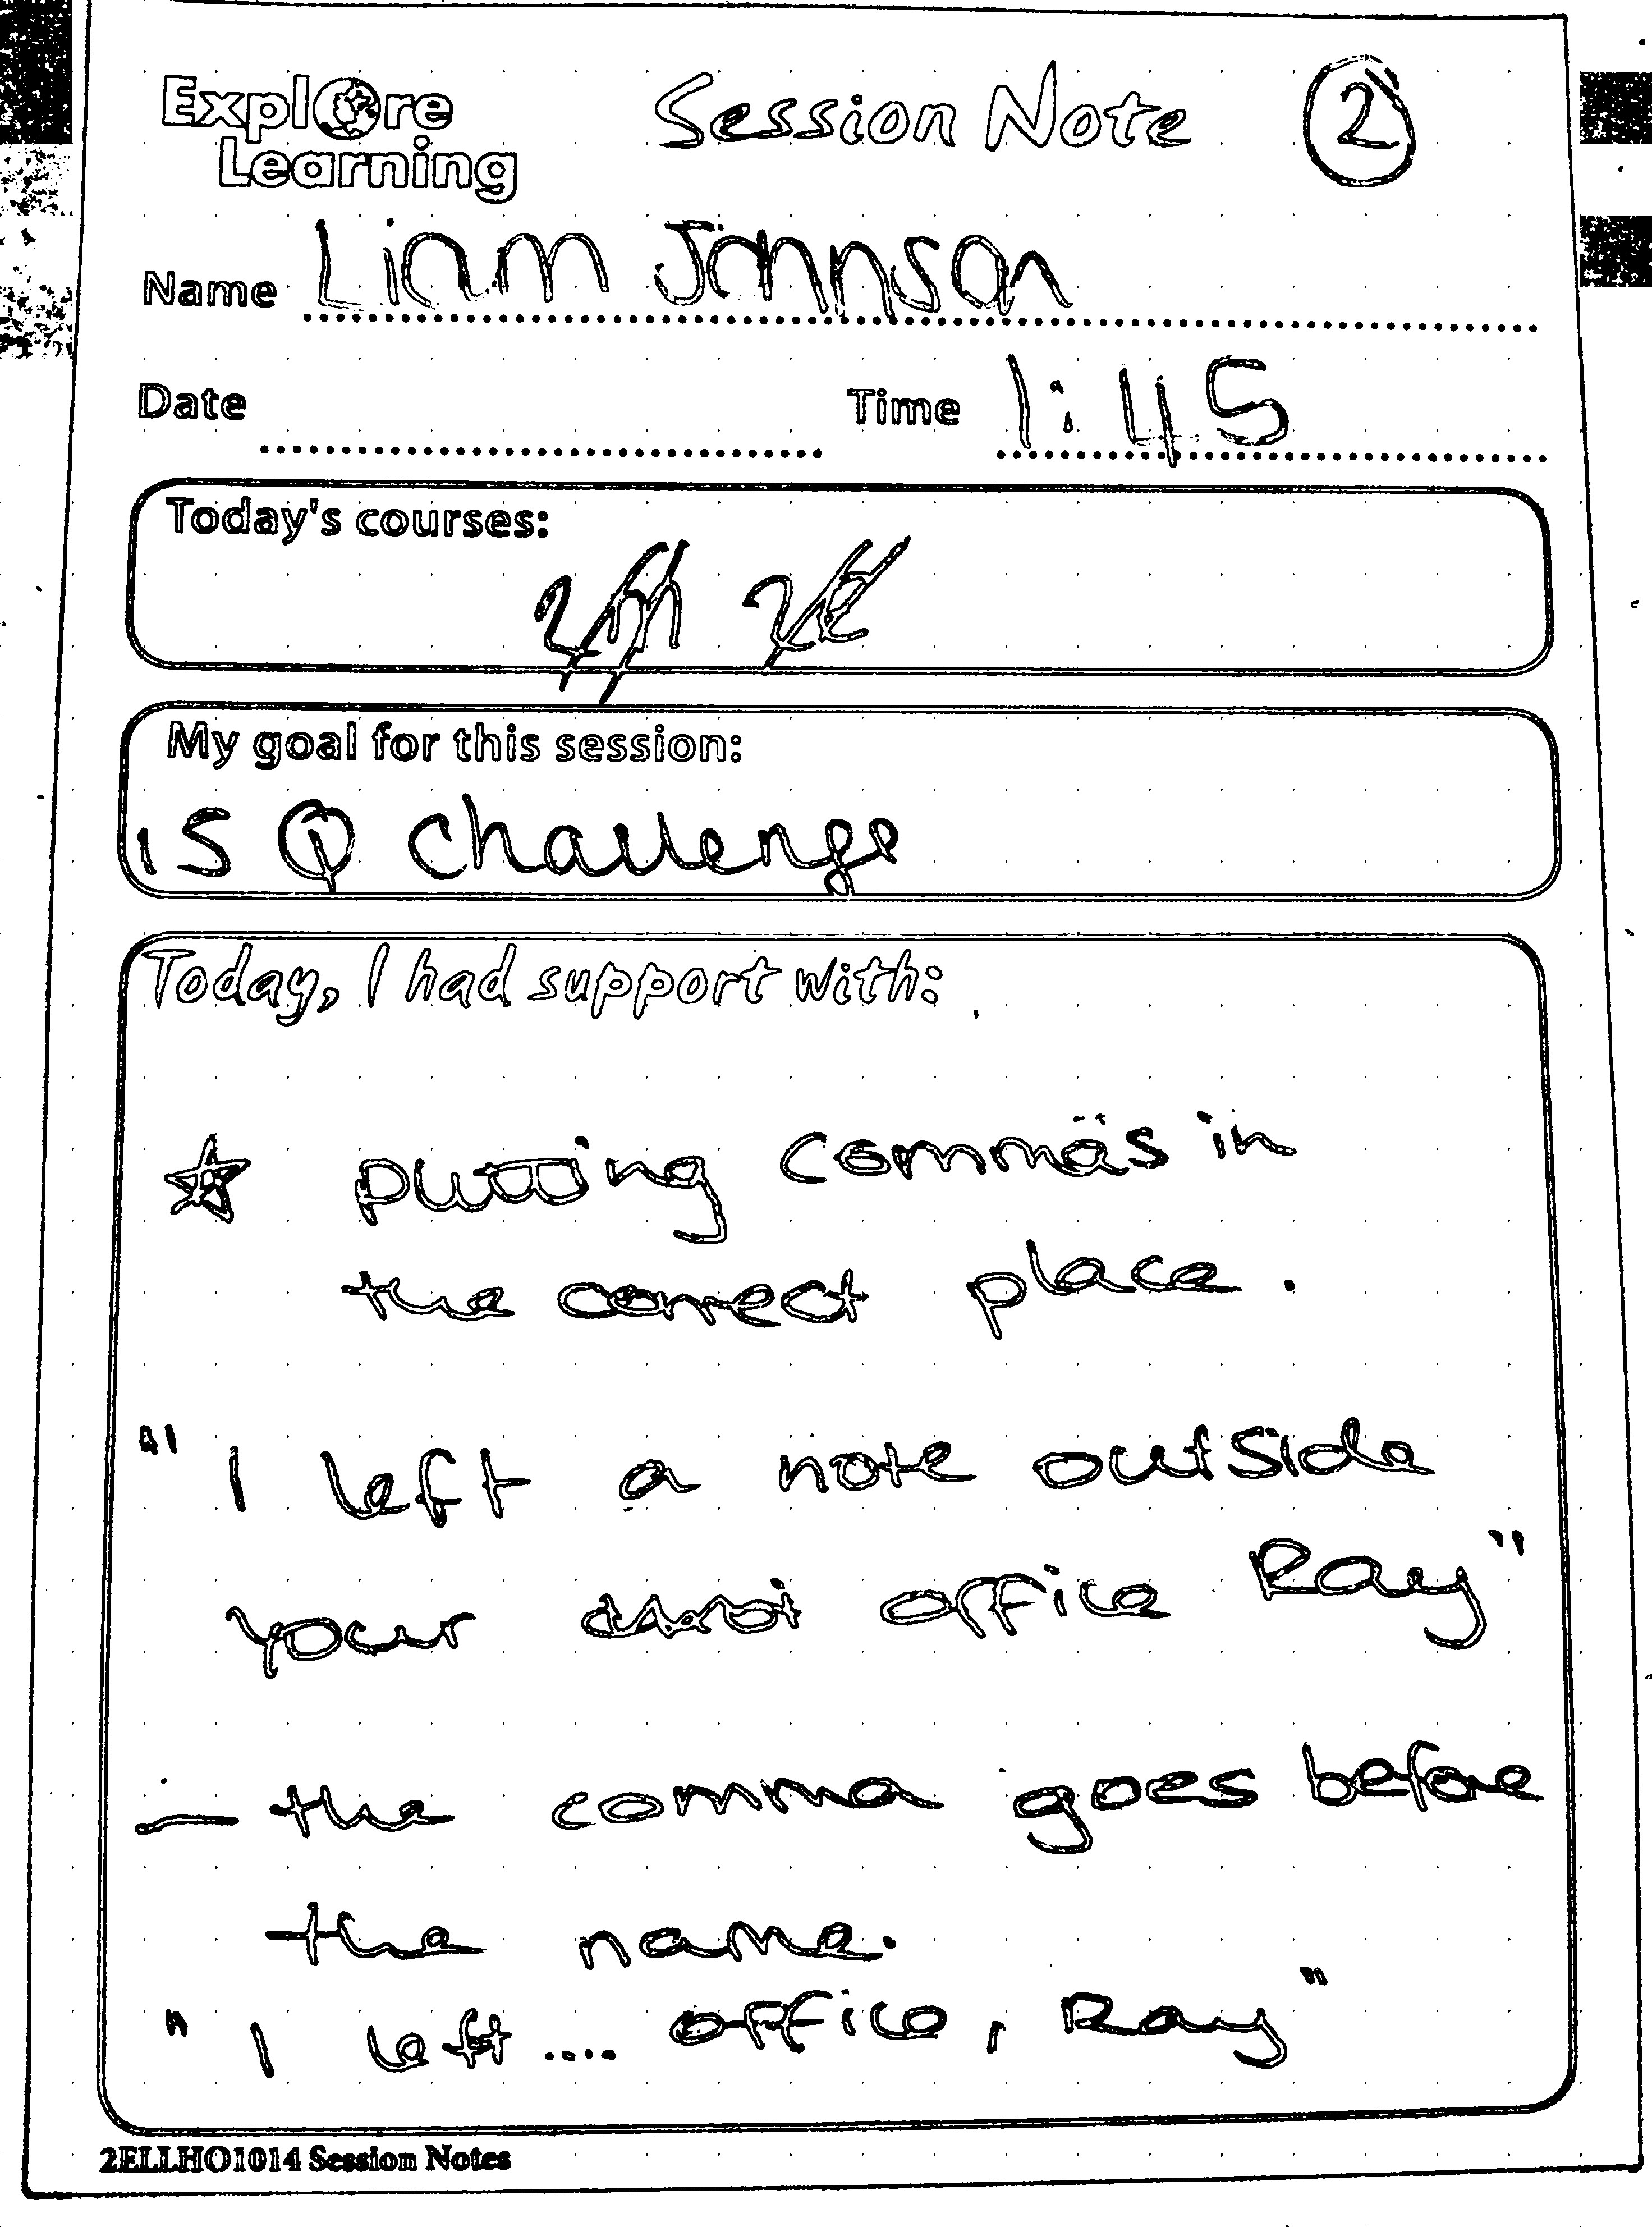 Explore
Learning
Session Note 2
Name Liam Johnson
Date Time 1:45
Today's courses:
My goal for this session:
15 Q Challenge
Today, I had support with:
☆ putting commas in
the correct place.
"I left a note outside
your office Ray"
- the comma goes before
the name.
"I left .... office, Ray"
2ELLHO1014 Session Notes